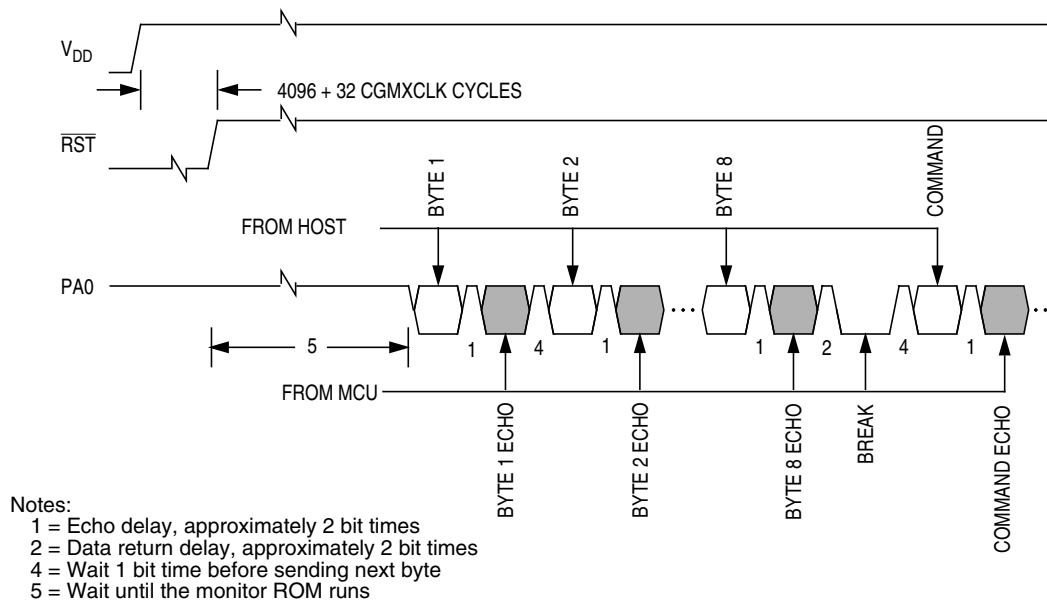 VDD
4096 + 32 CGMXCLK CYCLES
RST
BYTE 1
BYTE 2
BYTE 8
COMMAND
FROM HOST
PA0
1
4
1
1
2
4
1
5
FROM MCU
BYTE 1 ECHO
BYTE 2 ECHO
BYTE 8 ECHO
BREAK
COMMAND ECHO
Notes:
1 = Echo delay, approximately 2 bit times
2 = Data return delay, approximately 2 bit times
4 = Wait 1 bit time before sending next byte
5 = Wait until the monitor ROM runs